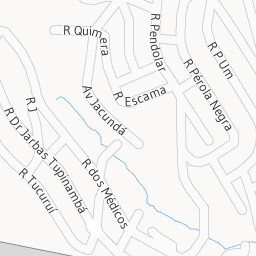 R Quimera
R Pendolar
R P Um
R Pérola Negra
R Escama
Av Jacundá
R J
R Dr Jarbas Tupinambá
R dos Médicos
R Tucuruí